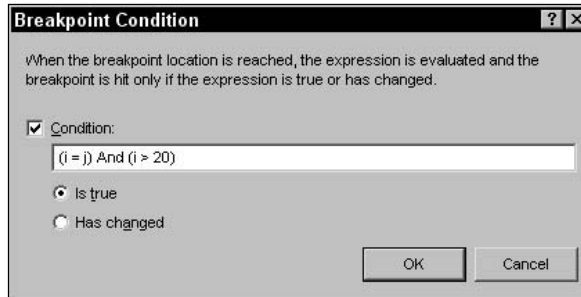 Breakpoint Condition
When the breakpoint location is reached, the expression is evaluated and the
breakpoint is hit only if the expression is true or has changed.
Condition:
(i = j) And (i > 20)
Is true
Has changed
OK Cancel